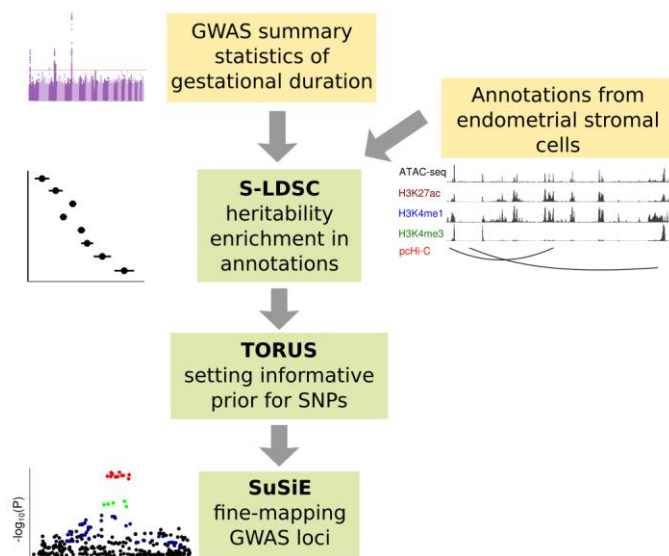 GWAS summary
statistics of
gestational duration
Annotations from
endometrial stromal
cells
ATAC-seq
H3K27ac
H3K4me1
H3K4me3
pcHi-C
S-LDSC
heritability
enrichment in
annotations
TORUS
setting informative
prior for SNPs
SuSiE
fine-mapping
GWAS loci
-log₁₀(P)